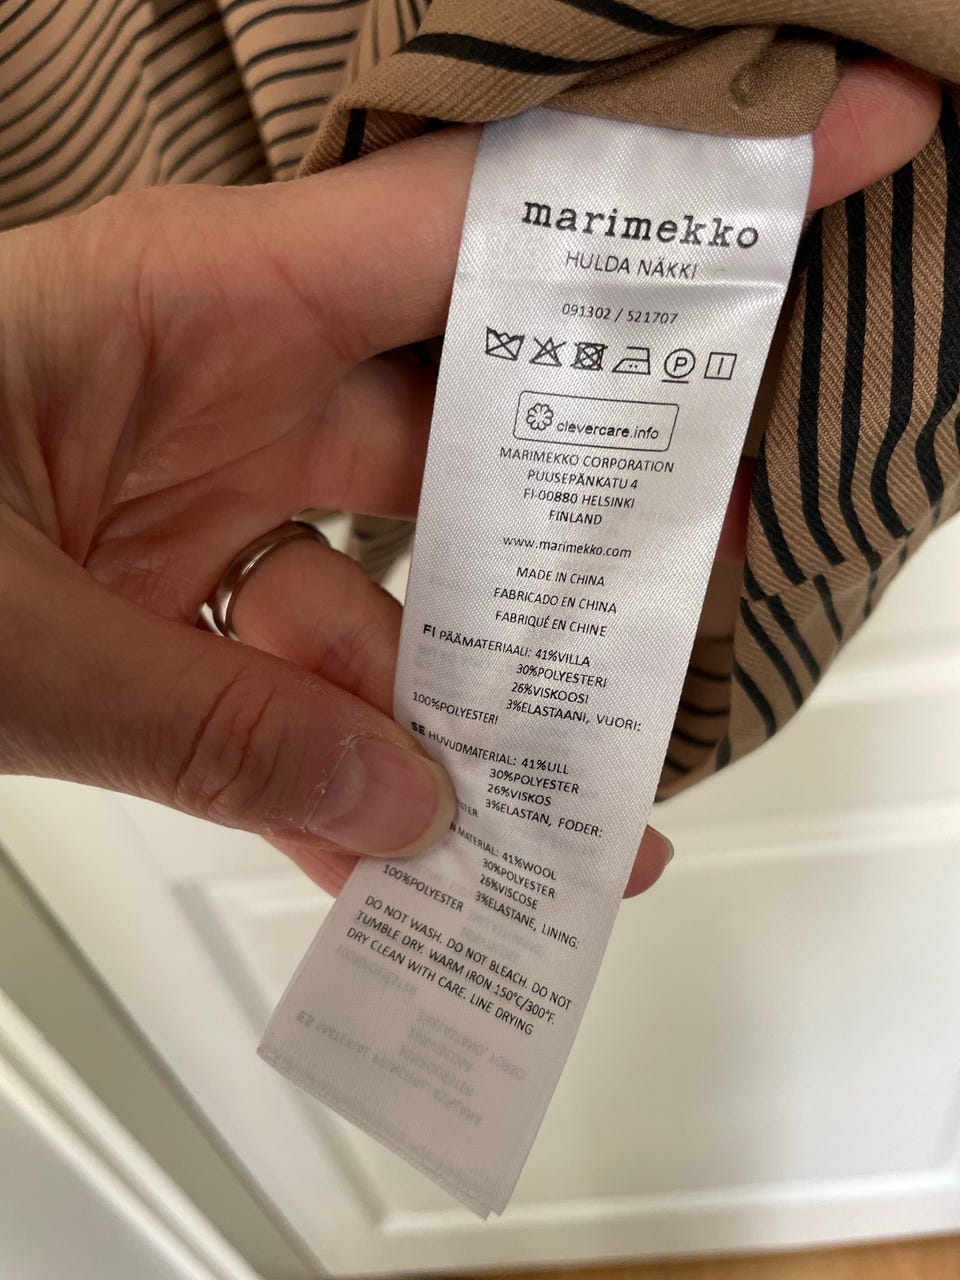 marimekko
HULDA NÄKKI
091302 / 521707
P
clevercare.info
MARIMEKKO CORPORATION
PUUSEPÄNKATU 4
FI-00880 HELSINKI
FINLAND
www.marimekko.com
MADE IN CHINA
FABRICADO EN CHINA
FABRIQUÉ EN CHINE
FI PÄÄMATERIAALI: 41%VILLA
30%POLYESTERI
26%VISKOOSI
3%ELASTAANI, VUORI:
100%POLYESTERI
SE HUVUDMATERIAL: 41%ULL
30%POLYESTER
26%VISKOS
3%ELASTAN, FODER:
MATERIAL: 41%WOOL
30%POLYESTER
26%VISCOSE
3%ELASTANE, LINING:
100%POLYESTER
DO NOT WASH. DO NOT BLEACH. DO NOT
TUMBLE DRY. WARM IRON 150°C/300°F.
DRY CLEAN WITH CARE. LINE DRYING